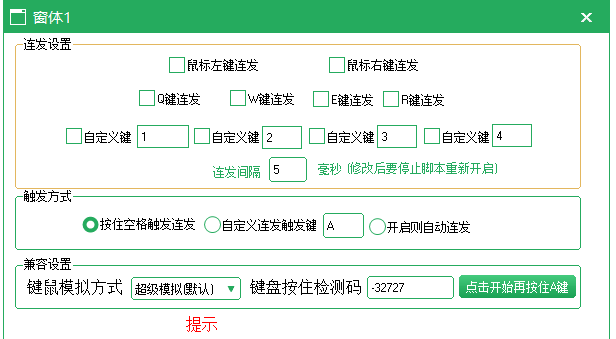 窗体1
连发设置
鼠标左键连发 鼠标右键连发
Q键连发 W键连发 E键连发 R键连发
自定义键 1 自定义键 2 自定义键 3 自定义键 4
连发间隔 5 毫秒 (修改后要停止脚本重新开启)
触发方式
按住空格触发连发 自定义连发触发键 A 开启则自动连发
兼容设置
键鼠模拟方式 超级模拟(默认) 键盘按住检测码 -32727 点击开始再按住A键
提示